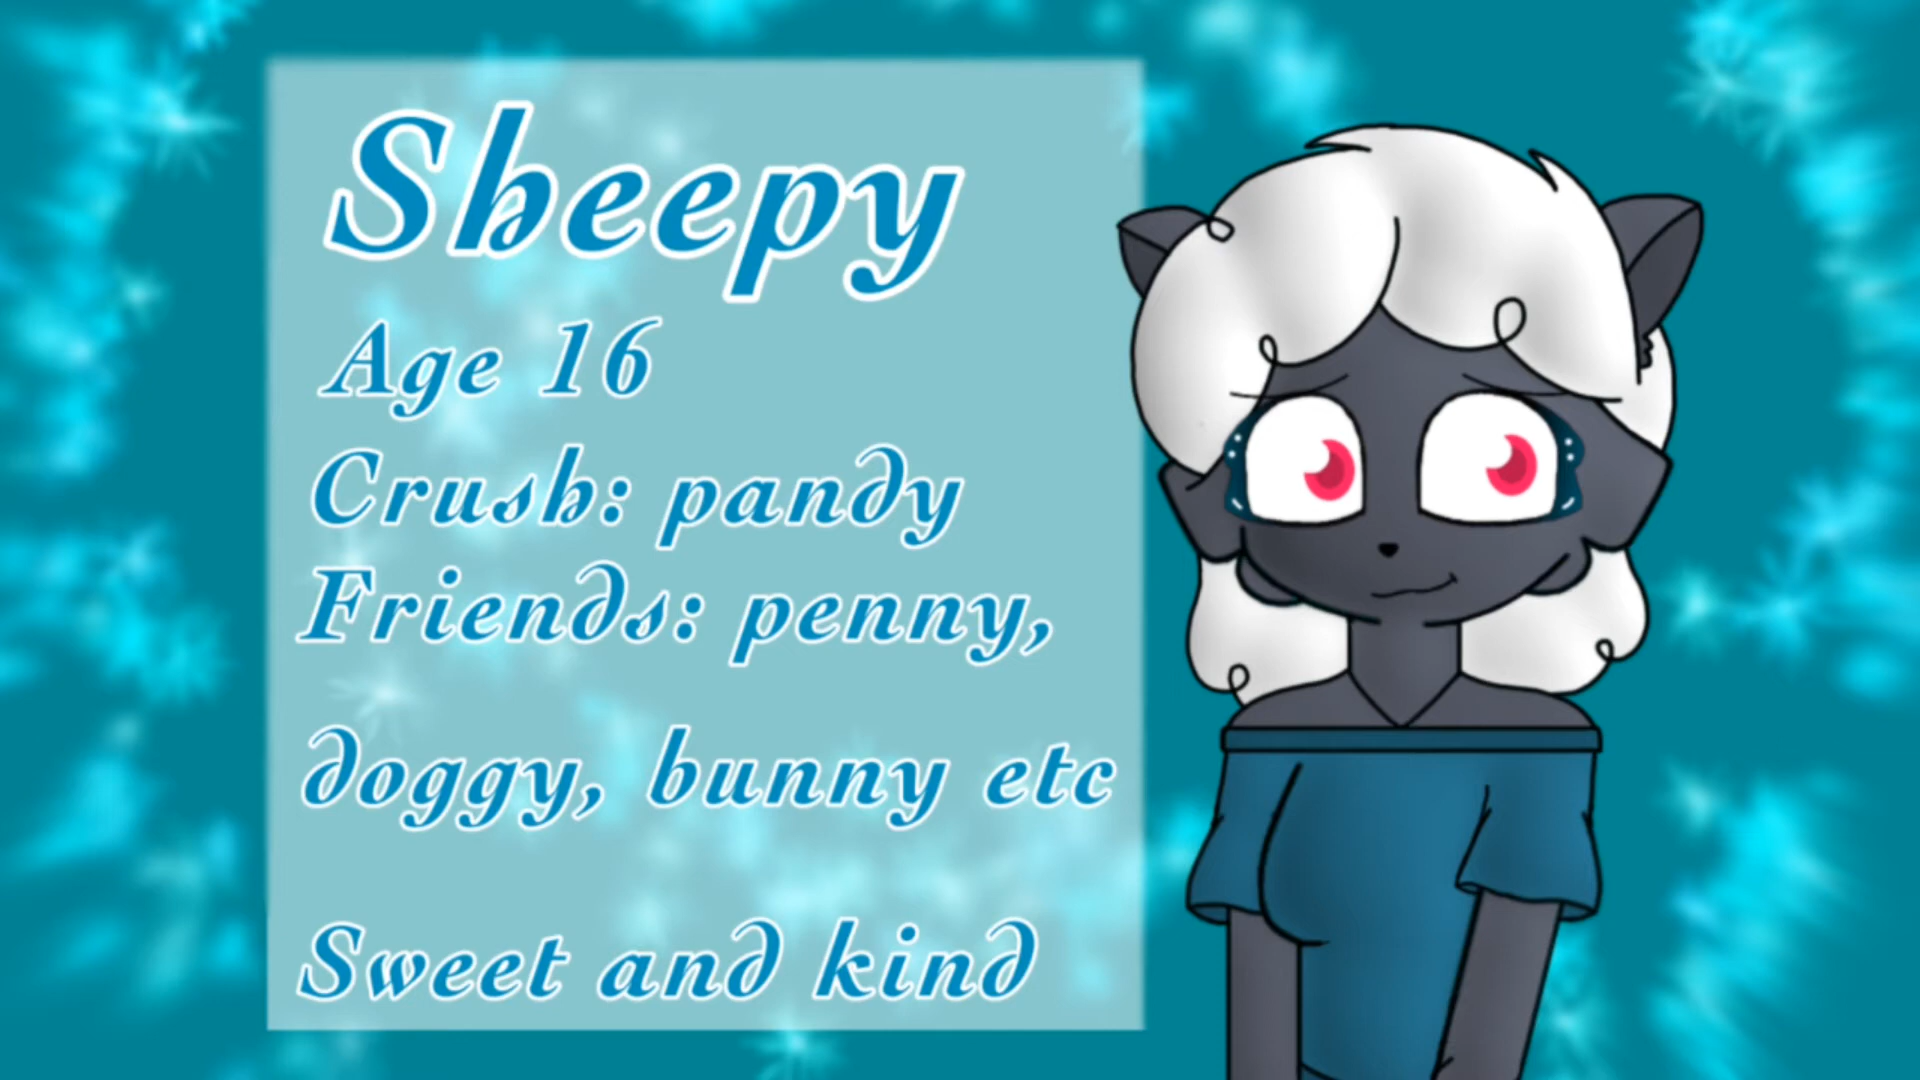 Sheepy
Age 16
Crush: pandy
Friends: penny,
doggy, bunny etc
Sweet and kind